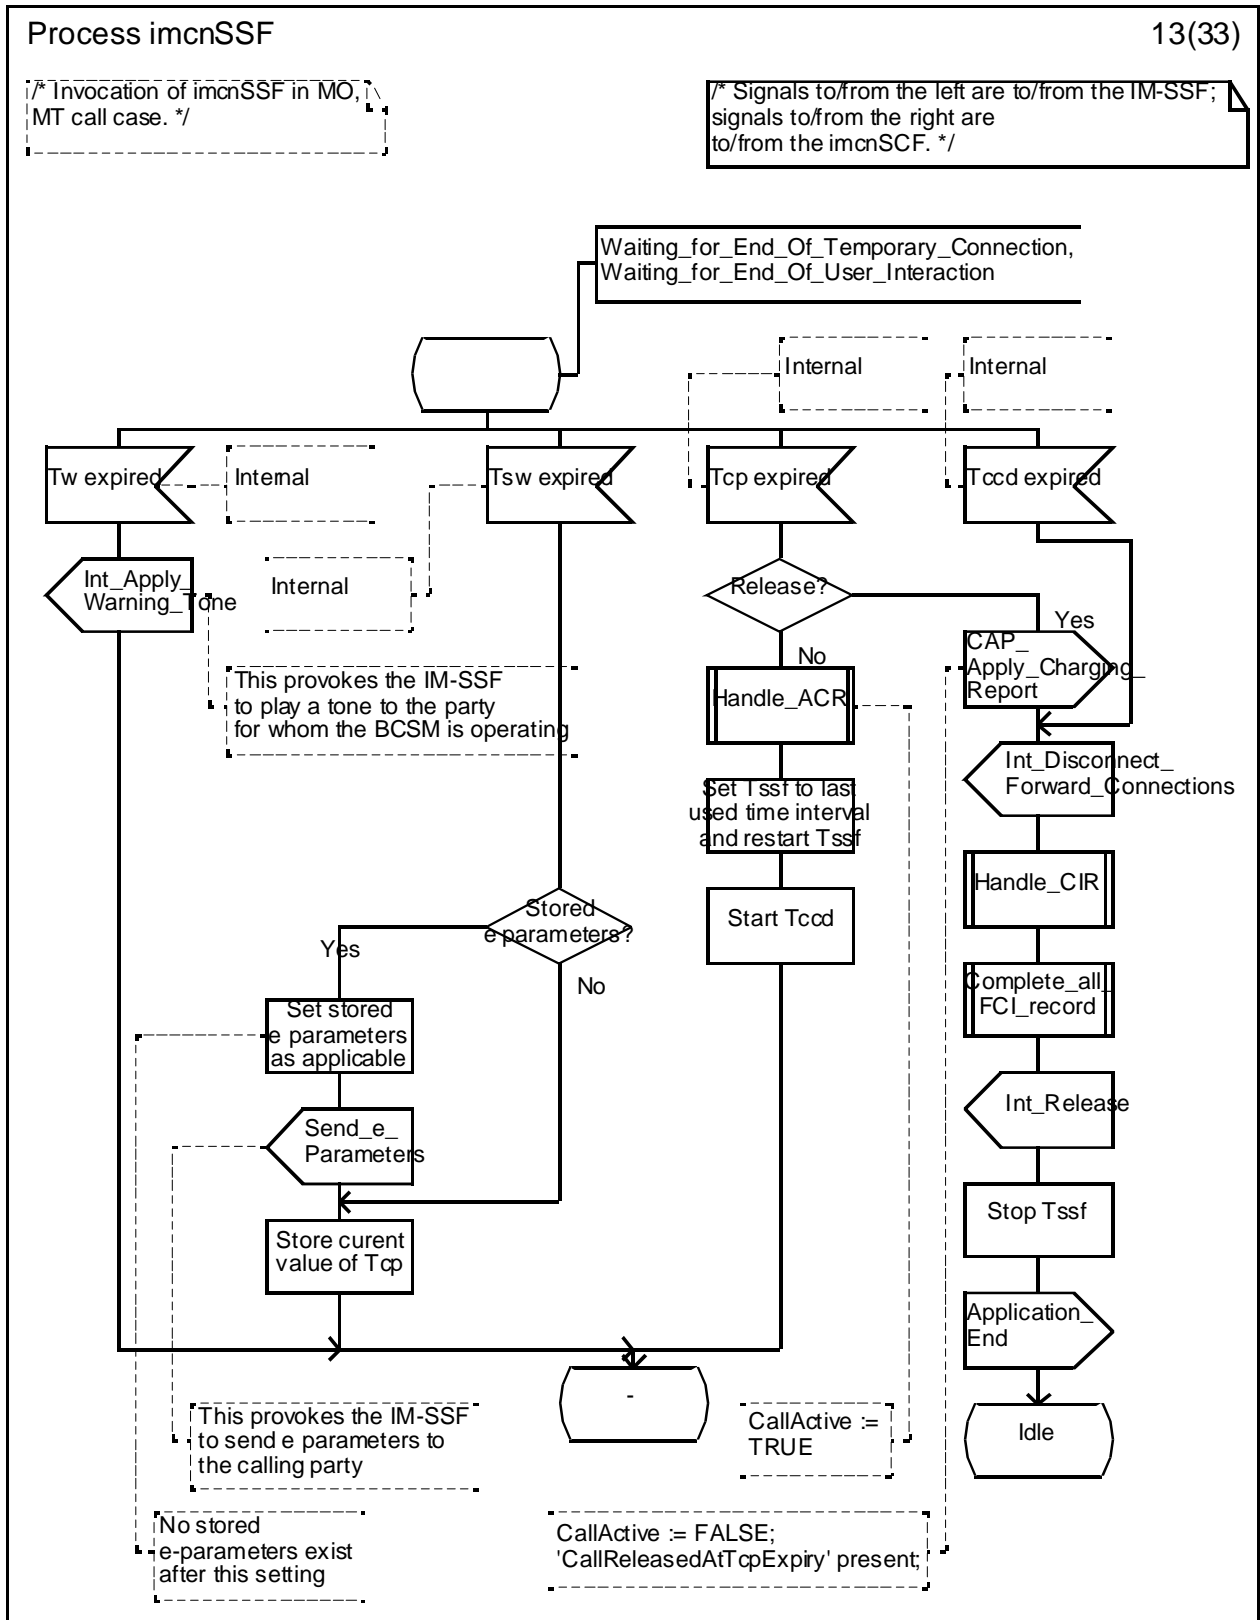 Process imcnSSF
13(33)
/* Invocation of imcnSSF in MO,
MT call case. */
/* Signals to/from the left are to/from the IM-SSF;
signals to/from the right are
to/from the imcnSCF. */
Waiting_for_End_Of_Temporary_Connection,
Waiting_for_End_Of_User_Interaction
Internal
Internal
Tw expired
Internal
Tsw expired
Tcp expired
Tccd expired
Int_Apply_
Warning_Tone
Internal
Release?
Yes
No
CAP_
Apply_Charging_
Report
This provokes the IM-SSF
to play a tone to the party
for whom the BCSM is operating
Handle_ACR
Int_Disconnect_
Forward_Connections
Set Tssf to last
used time interval
and restart Tssf
Handle_CIR
Stored
e parameters?
Start Tccd
Yes
No
Complete_all_
FCI_record
Set stored
e parameters
as applicable
Int_Release
Send_e_
Parameters
Stop Tssf
Store curent
value of Tcp
Application_
End
-
This provokes the IM-SSF
to send e parameters to
the calling party
CallActive :=
TRUE
Idle
No stored
e-parameters exist
after this setting
CallActive := FALSE;
'CallReleasedAtTcpExpiry' present;